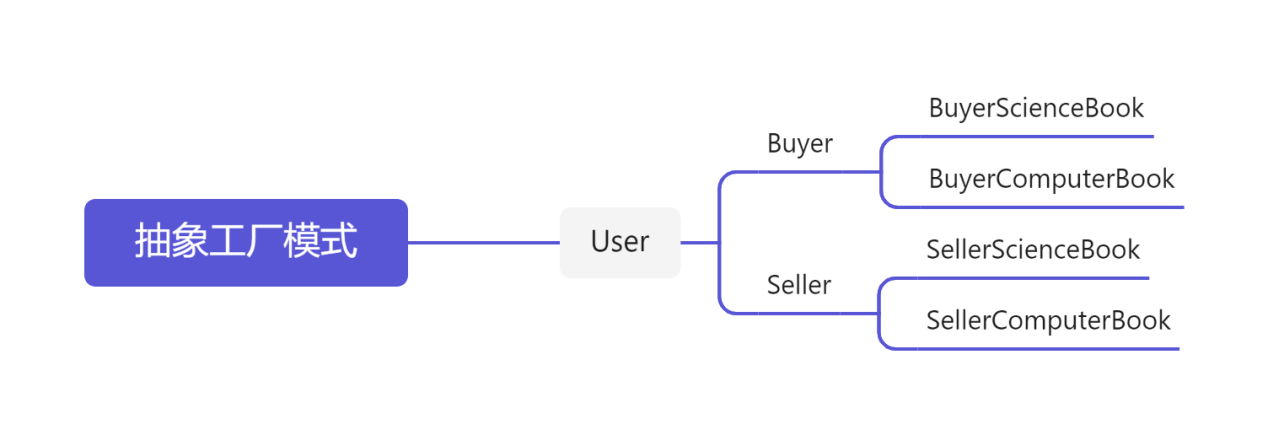 抽象工厂模式
User
Buyer
BuyerScienceBook
BuyerComputerBook
Seller
SellerScienceBook
SellerComputerBook